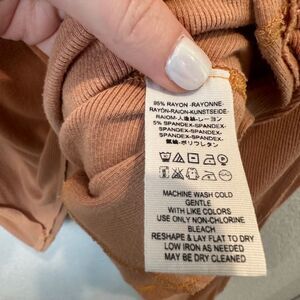 95% RAYON -RAYONNE-
RAYÓN-RAION-KUNSTSEIDE-
RAIOM-人造絲-レーヨン
5% SPANDEX-SPANDEX-
SPANDEX-SPANDEX-
SPANDEX-SPANDEX-
氨綸-ポリウレタン
MACHINE WASH COLD
GENTLE
WITH LIKE COLORS
USE ONLY NON-CHLORIN
BLEACH
RESHAPE & LAY FLAT TO DRY
LOW IRON AS NEEDED
MAY BE DRY CLEANED